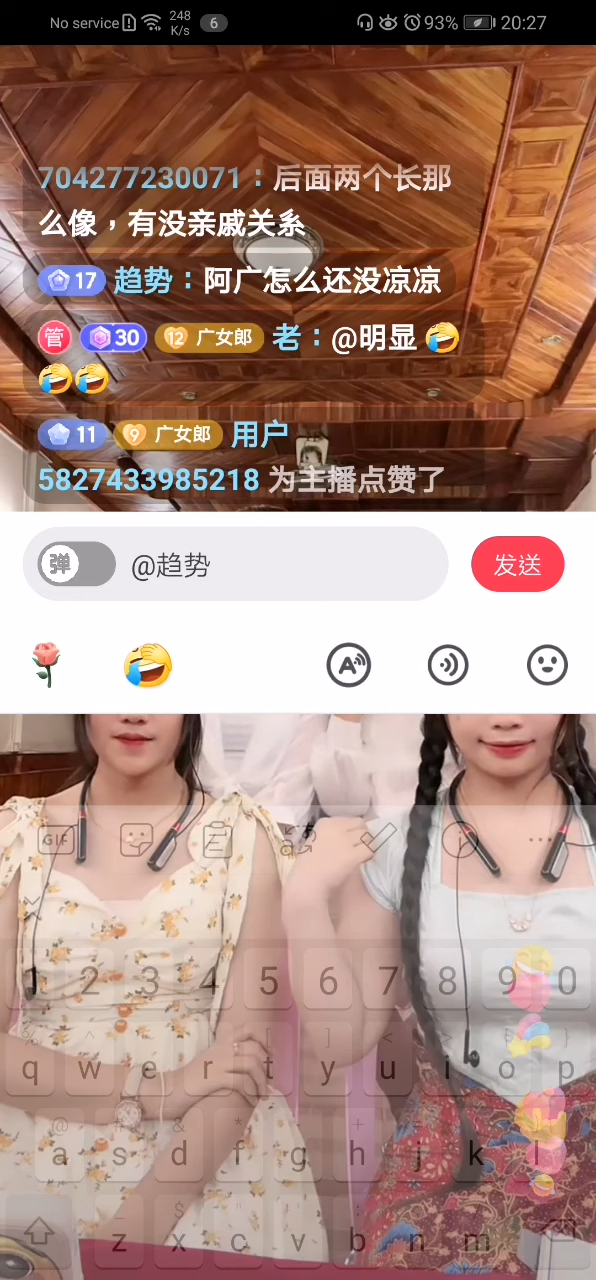 No service 248 K/s 6 93% 20:27
704277230071：后面两个长那
么像，有没亲戚关系
17 趋势：阿广怎么还没凉凉
管 30 12 广女郎 老：@明显 🤣
🤣🤣
11 9 广女郎 用户
5827433985218 为主播点赞了
弹 @趋势 发送
A
GIF
1 2 3 4 5 6 7 8 9 0
^ [ ] < > { }
q w e r t y u i o p
@ # & * - + =
a s d f g h j k l
_ $ " ' :
z x c v b n m